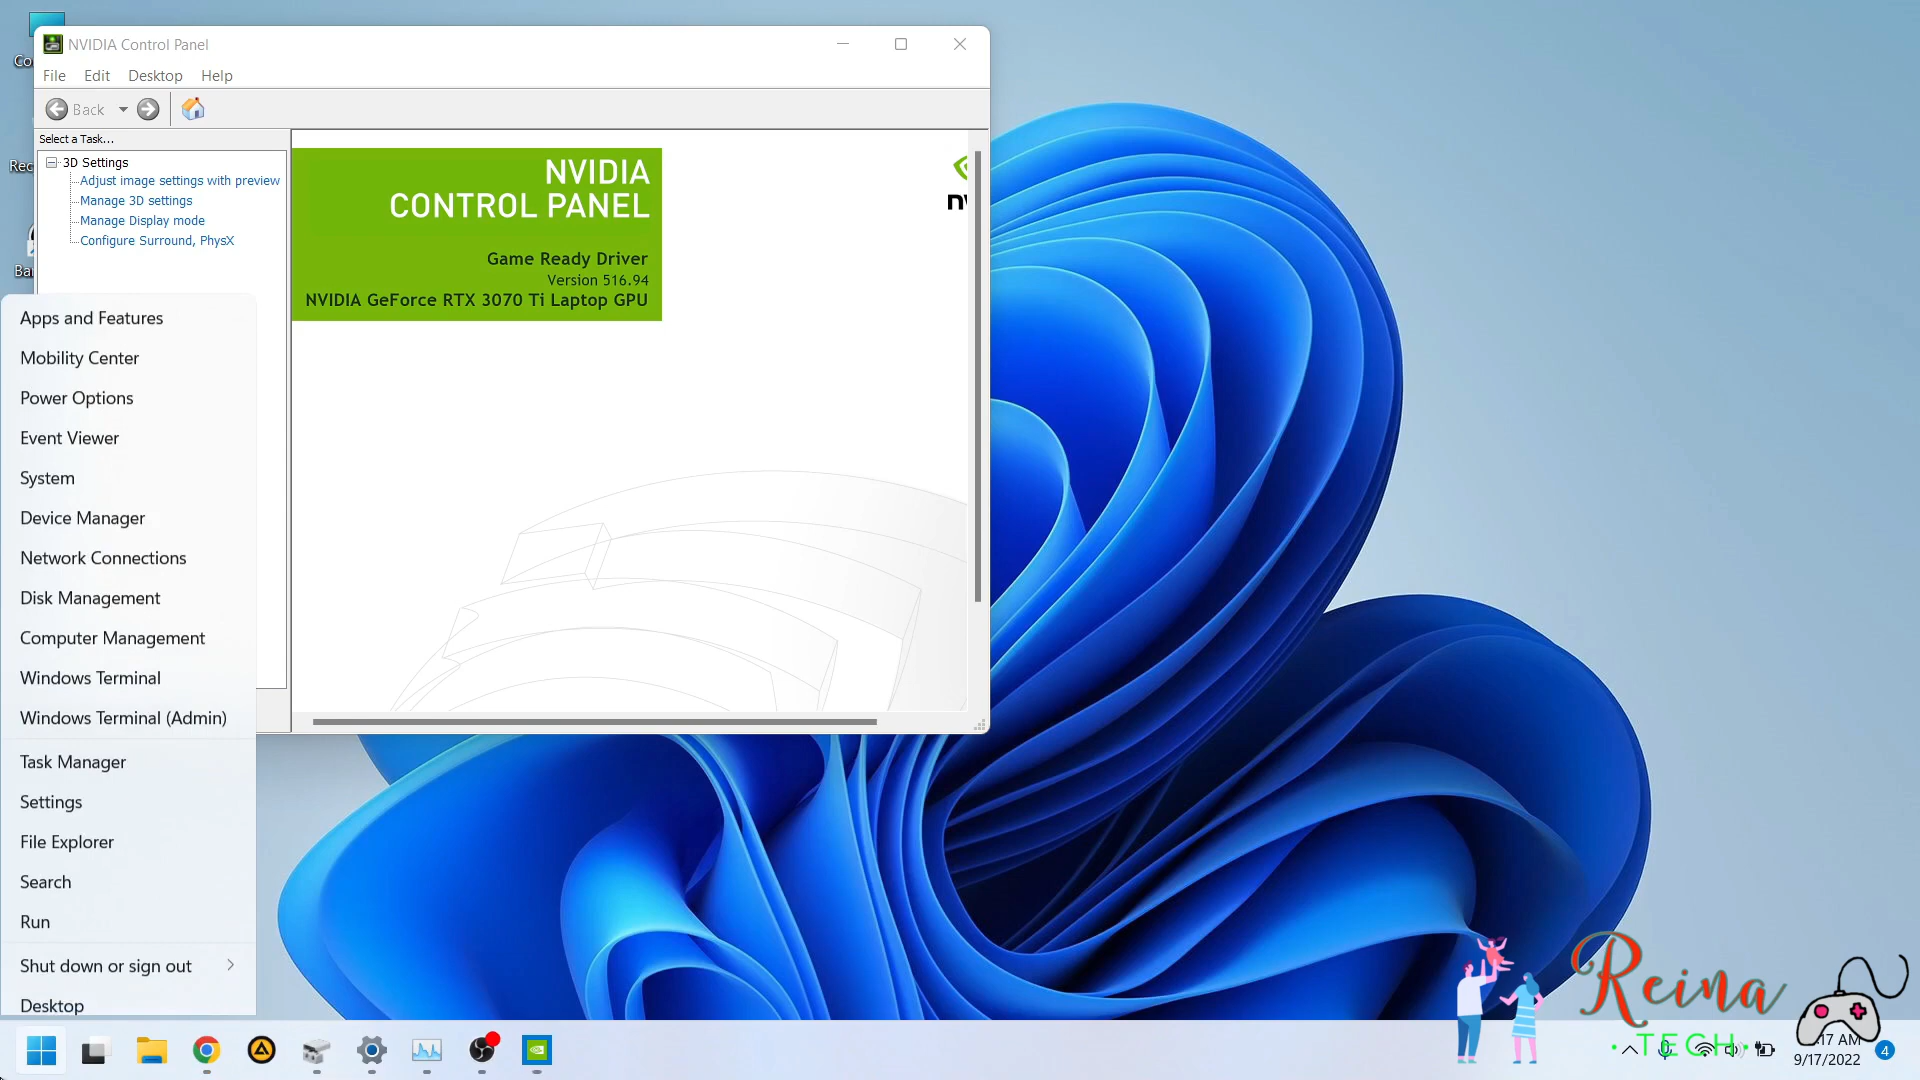 NVIDIA Control Panel
File Edit Desktop Help
Back
Select a Task...
3D Settings
Adjust image settings with preview
Manage 3D settings
Manage Display mode
Configure Surround, PhysX
NVIDIA
CONTROL PANEL
Game Ready Driver
Version 516.94
NVIDIA GeForce RTX 3070 Ti Laptop GPU
Apps and Features
Mobility Center
Power Options
Event Viewer
System
Device Manager
Network Connections
Disk Management
Computer Management
Windows Terminal
Windows Terminal (Admin)
Task Manager
Settings
File Explorer
Search
Run
Shut down or sign out
Desktop
Reina
TECH
:17 AM
9/17/2022
4